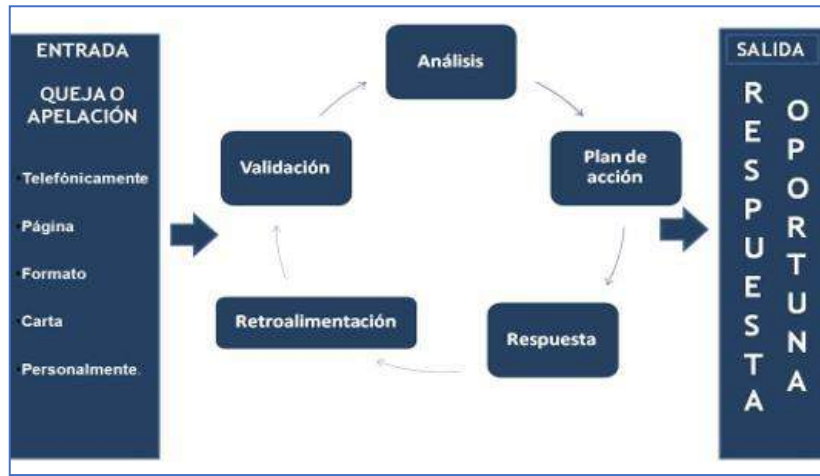 ENTRADA
QUEJA O
APELACIÓN
•Telefónicamente
•Página
•Formato
•Carta
•Personalmente.
Análisis
Plan de
acción
Respuesta
Retroalimentación
Validación
SALIDA
RESPUESTA
OPORTUNA